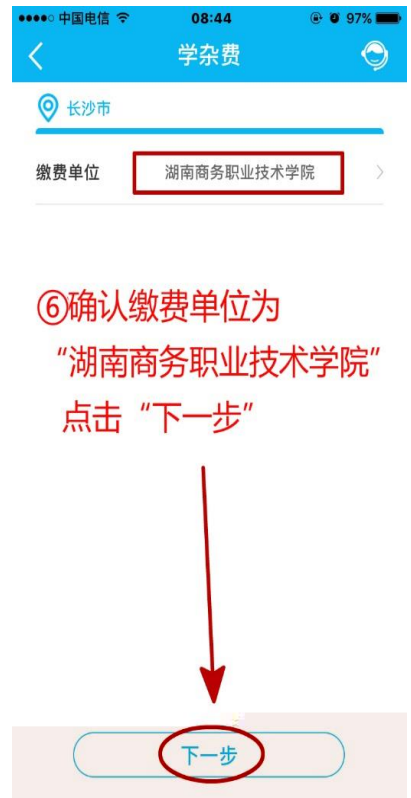 中国电信 08:44 97%
学杂费
长沙市
缴费单位 湖南商务职业技术学院
⑥确认缴费单位为
“湖南商务职业技术学院”
点击“下一步”
下一步